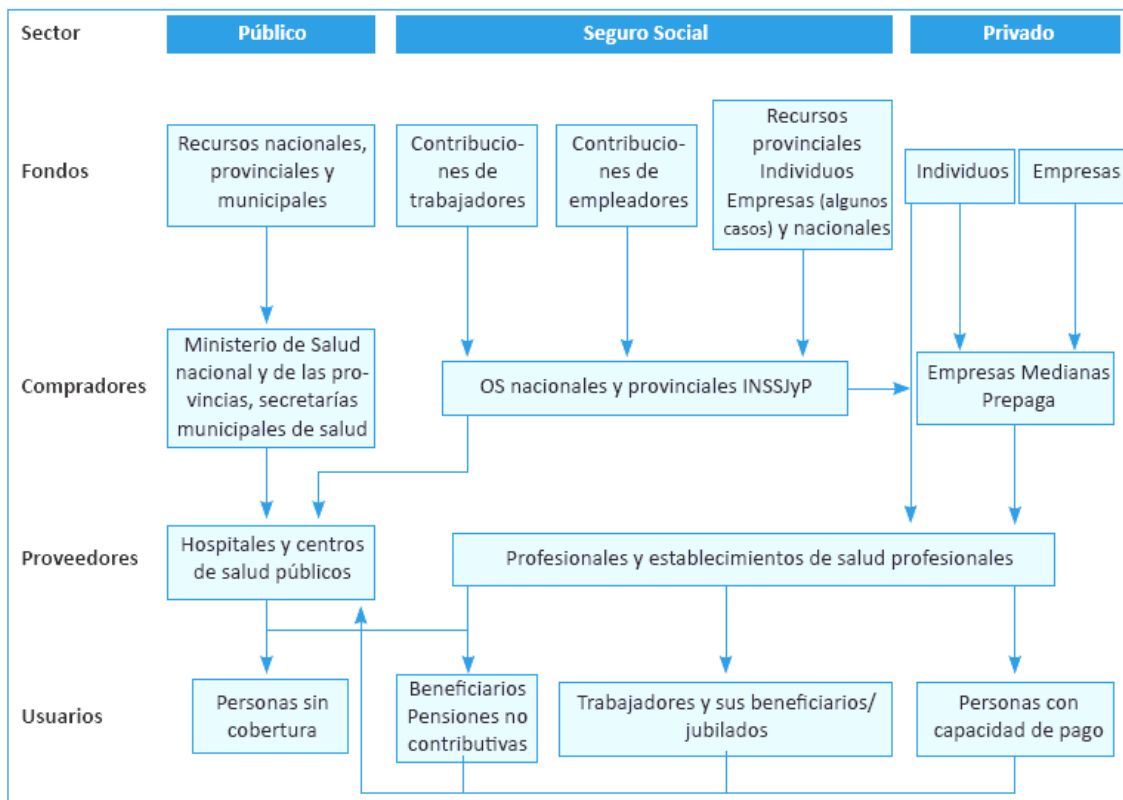 Sector
Público
Seguro Social
Privado
Fondos
Recursos nacionales,
provinciales y
municipales
Contribucio-
nes de
trabajadores
Contribucio-
nes de
empleadores
Recursos
provinciales
Individuos
Empresas (algunos
casos) y nacionales
Individuos
Empresas
Compradores
Ministerio de Salud
nacional y de las pro-
vincias, secretarías
municipales de salud
OS nacionales y provinciales INSSJyP
Empresas Medianas
Prepaga
Proveedores
Hospitales y centros
de salud públicos
Profesionales y establecimientos de salud profesionales
Usuarios
Personas sin
cobertura
Beneficiarios
Pensiones no
contributivas
Trabajadores y sus beneficiarios/
jubilados
Personas con
capacidad de pago